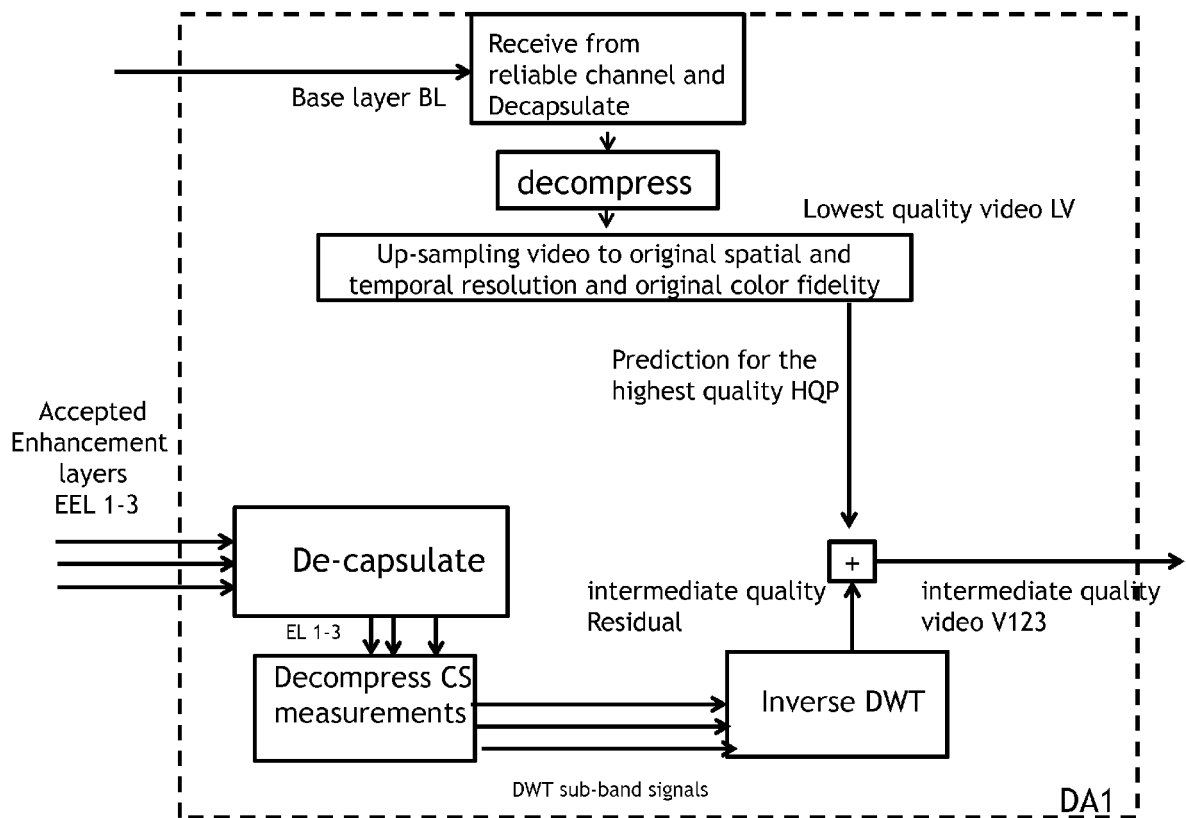 Receive from
reliable channel and
Decapsulate
Base layer BL
decompress
Lowest quality video LV
Up-sampling video to original spatial and
temporal resolution and original color fidelity
Prediction for the
highest quality HQP
Accepted
Enhancement
layers
EEL 1-3
De-capsulate
+
intermediate quality
Residual
intermediate quality
video V123
EL 1-3
Decompress CS
measurements
Inverse DWT
DWT sub-band signals
DA1